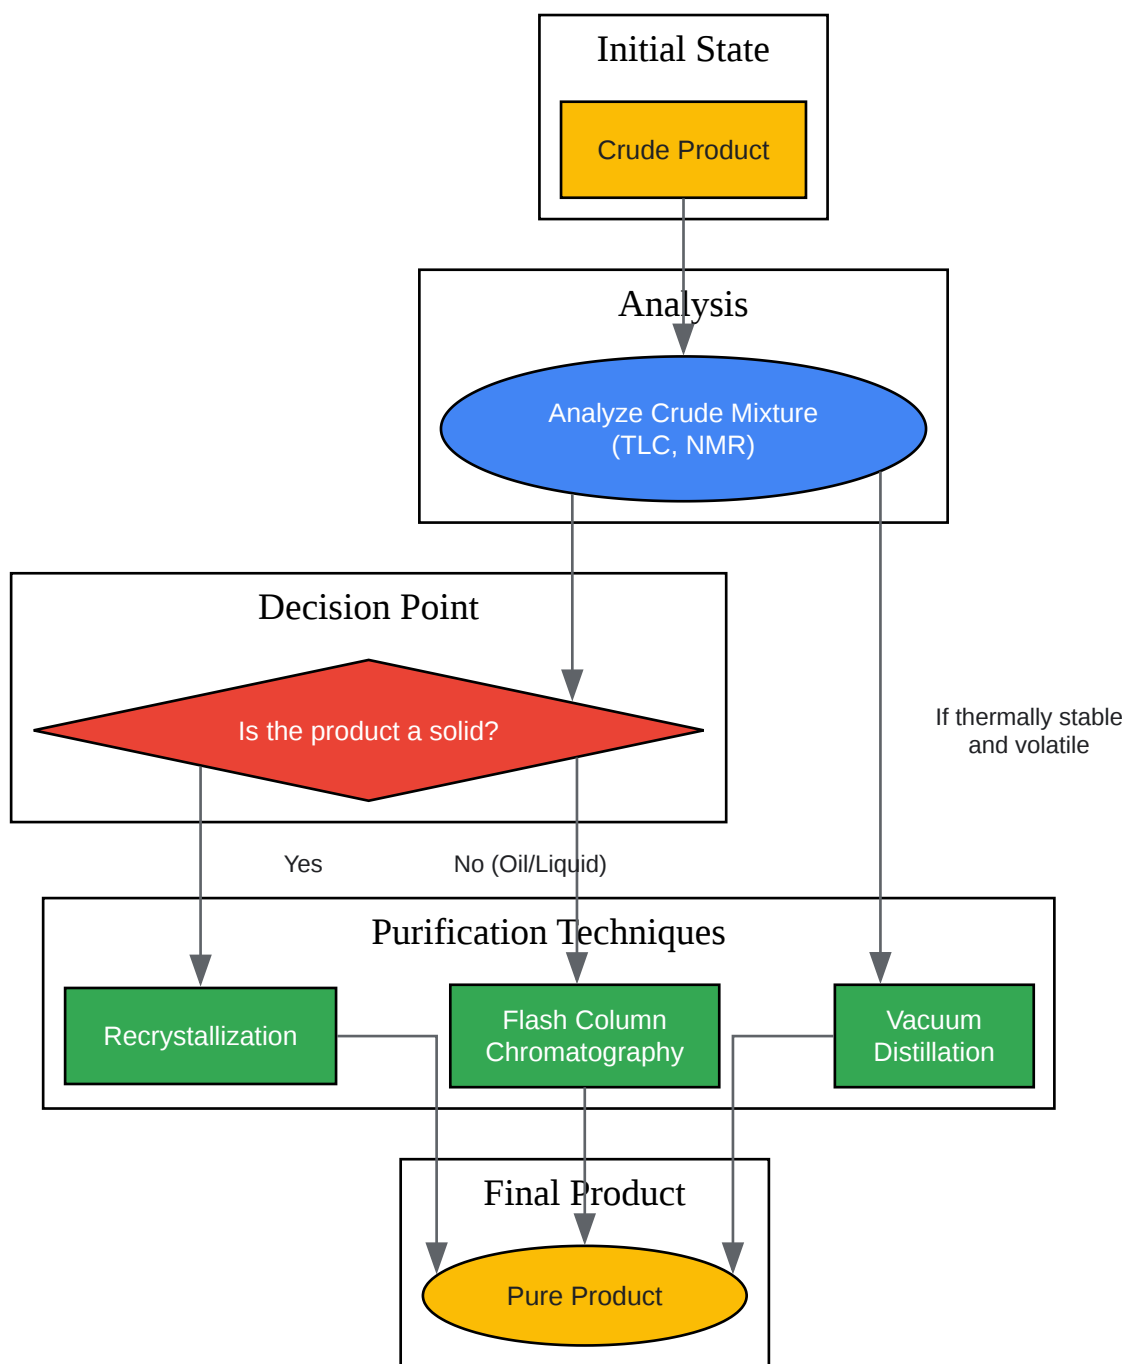 Initial State
Crude Product
Analysis
Analyze Crude Mixture
(TLC, NMR)
Decision Point
Is the product a solid?
If thermally stable
and volatile
Yes
No (Oil/Liquid)
Purification Techniques
Recrystallization
Flash Column
Chromatography
Vacuum
Distillation
Final Product
Pure Product